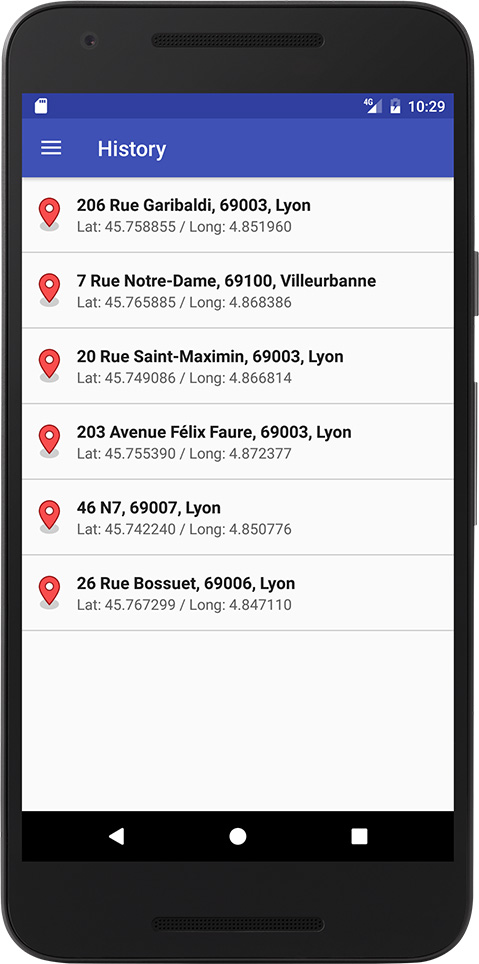 4G 10:29
History
206 Rue Garibaldi, 69003, Lyon
Lat: 45.758855 / Long: 4.851960
7 Rue Notre-Dame, 69100, Villeurbanne
Lat: 45.765885 / Long: 4.868386
20 Rue Saint-Maximin, 69003, Lyon
Lat: 45.749086 / Long: 4.866814
203 Avenue Félix Faure, 69003, Lyon
Lat: 45.755390 / Long: 4.872377
46 N7, 69007, Lyon
Lat: 45.742240 / Long: 4.850776
26 Rue Bossuet, 69006, Lyon
Lat: 45.767299 / Long: 4.847110